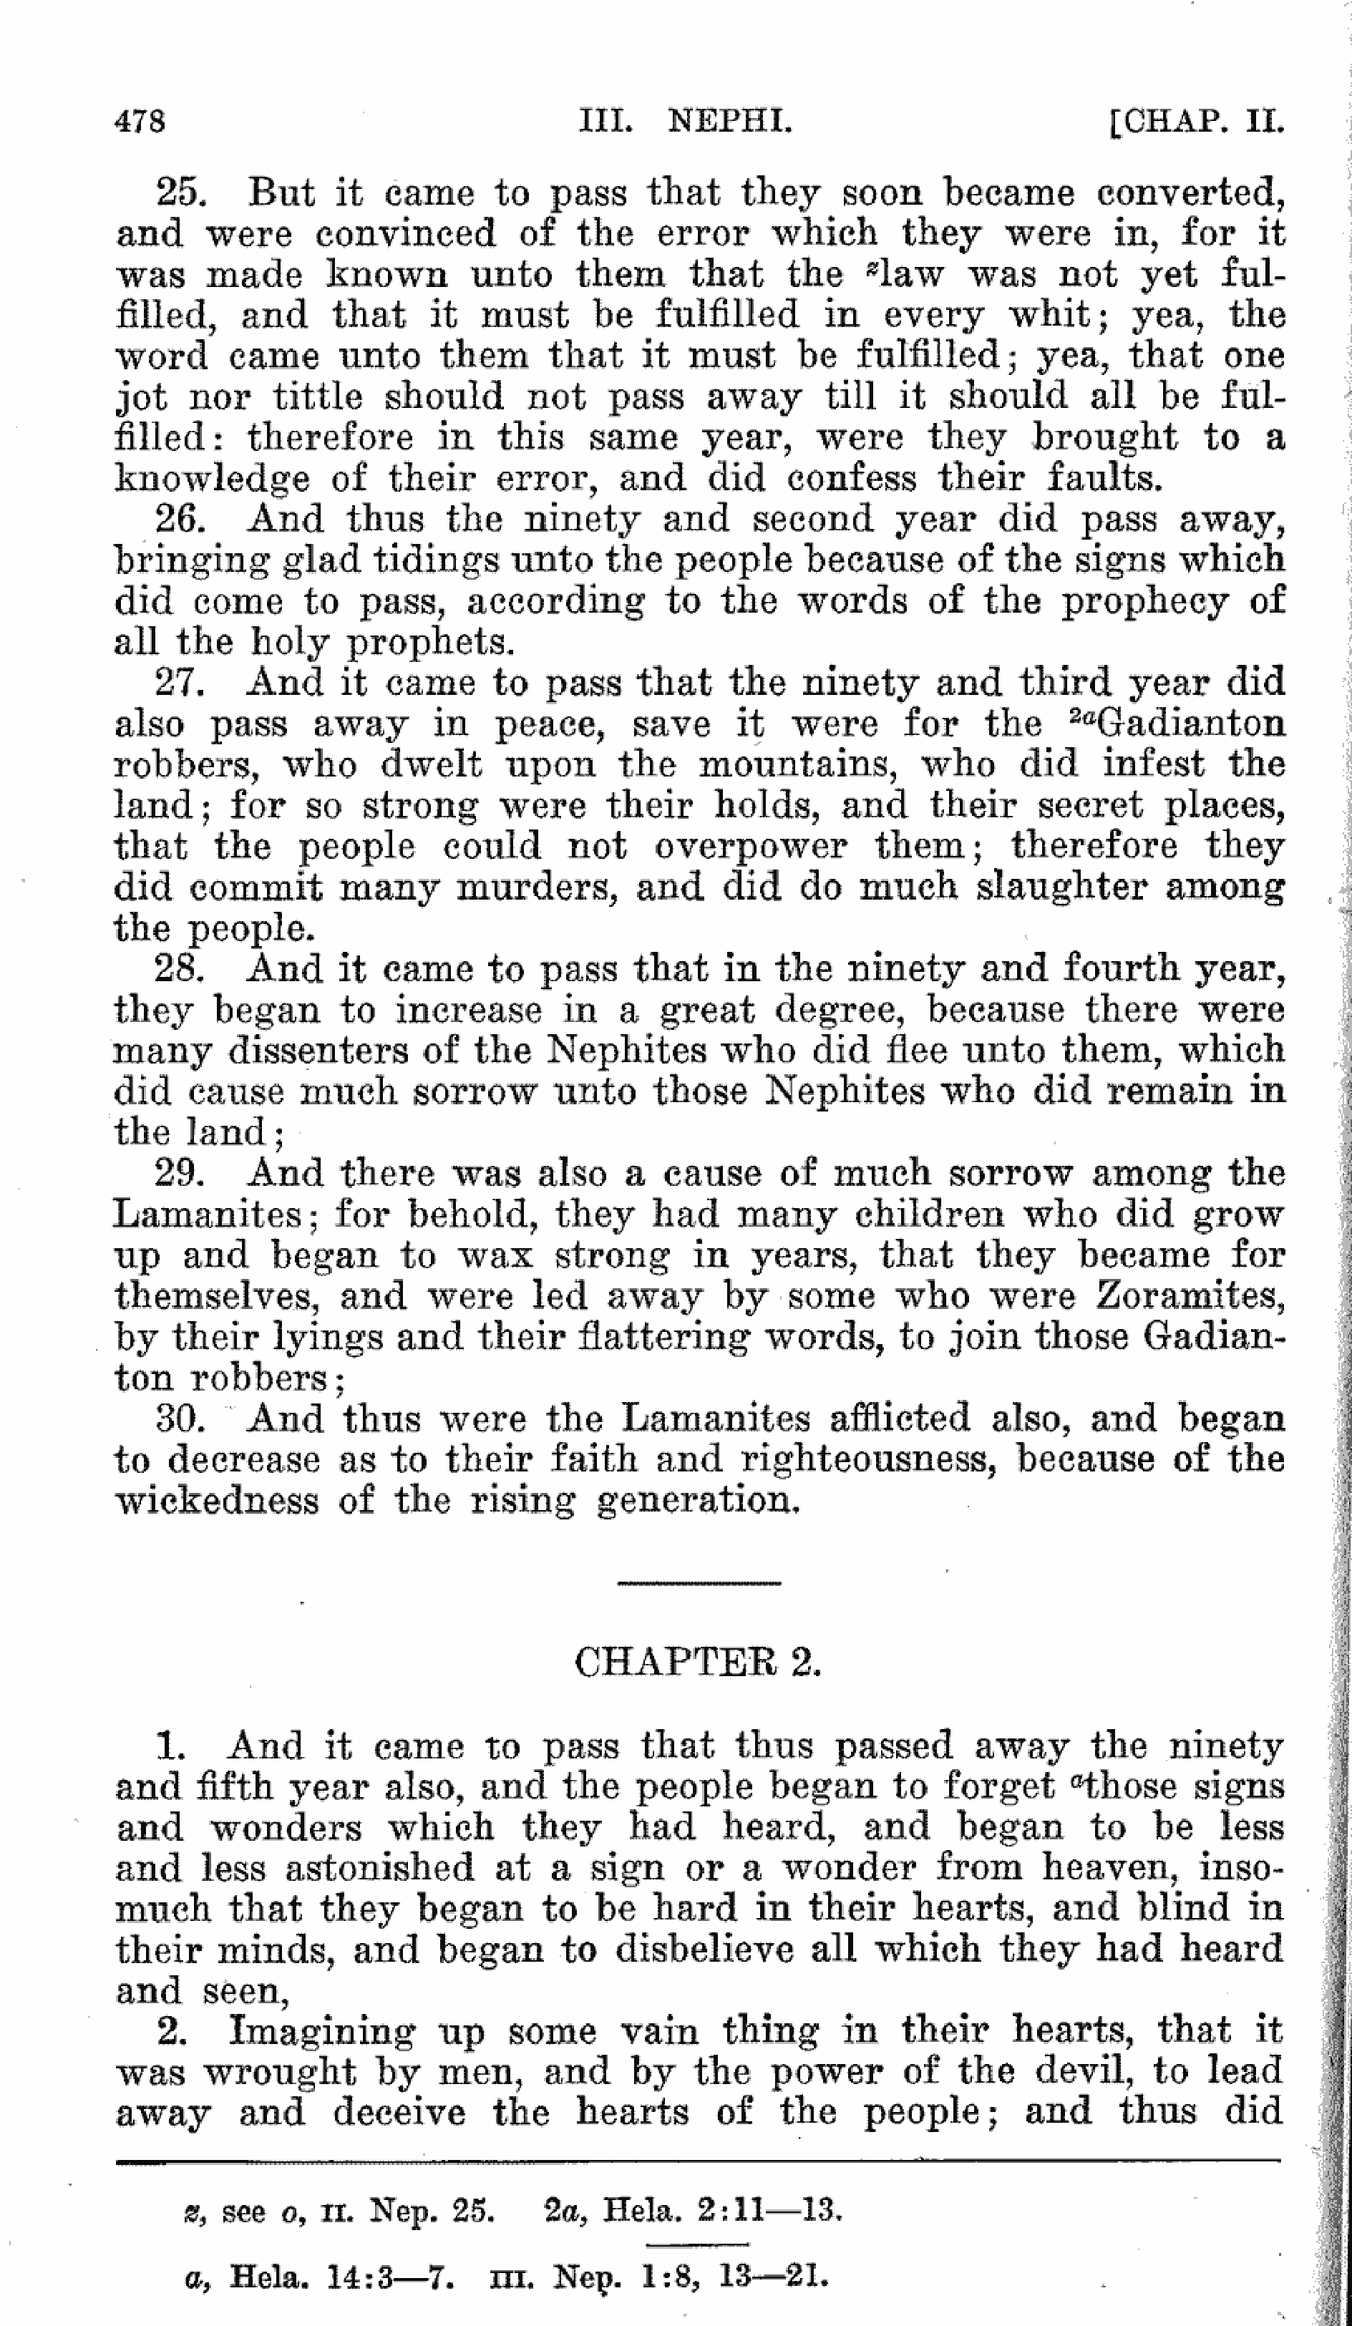 478 III. NEPHI. [CHAP. II.
25. But it came to pass that they soon became converted,
and were convinced of the error which they were in, for it
was made known unto them that the zlaw was not yet ful-
filled, and that it must be fulfilled in every whit; yea, the
word came unto them that it must be fulfilled; yea, that one
jot nor tittle should not pass away till it should all be ful-
filled: therefore in this same year, were they brought to a
knowledge of their error, and did confess their faults.
26. And thus the ninety and second year did pass away,
bringing glad tidings unto the people because of the signs which
did come to pass, according to the words of the prophecy of
all the holy prophets.
27. And it came to pass that the ninety and third year did
also pass away in peace, save it were for the 2aGadianton
robbers, who dwelt upon the mountains, who did infest the
land; for so strong were their holds, and their secret places,
that the people could not overpower them; therefore they
did commit many murders, and did do much slaughter among
the people.
28. And it came to pass that in the ninety and fourth year,
they began to increase in a great degree, because there were
many dissenters of the Nephites who did flee unto them, which
did cause much sorrow unto those Nephites who did remain in
the land;
29. And there was also a cause of much sorrow among the
Lamanites; for behold, they had many children who did grow
up and began to wax strong in years, that they became for
themselves, and were led away by some who were Zoramites,
by their lyings and their flattering words, to join those Gadian-
ton robbers;
30. And thus were the Lamanites afflicted also, and began
to decrease as to their faith and righteousness, because of the
wickedness of the rising generation.
CHAPTER 2.
1. And it came to pass that thus passed away the ninety
and fifth year also, and the people began to forget athose signs
and wonders which they had heard, and began to be less
and less astonished at a sign or a wonder from heaven, inso-
much that they began to be hard in their hearts, and blind in
their minds, and began to disbelieve all which they had heard
and seen,
2. Imagining up some vain thing in their hearts, that it
was wrought by men, and by the power of the devil, to lead
away and deceive the hearts of the people; and thus did
z, see o, II. Nep. 25. 2a, Hela. 2:11—13.
a, Hela. 14:3—7. III. Nep. 1:8, 13—21.